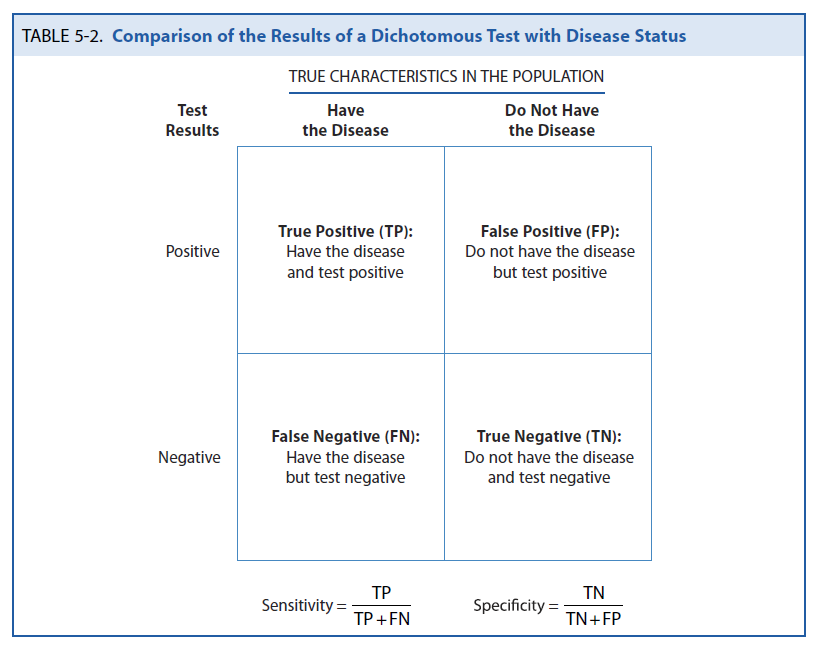 TABLE 5-2. Comparison of the Results of a Dichotomous Test with Disease Status
TRUE CHARACTERISTICS IN THE POPULATION
Test
Results
Have
the Disease
Do Not Have
the Disease
Positive
True Positive (TP):
Have the disease
and test positive
False Positive (FP):
Do not have the disease
but test positive
Negative
False Negative (FN):
Have the disease
but test negative
True Negative (TN):
Do not have the disease
and test negative
Sensitivity =
TP
TP + FN
Specificity =
TN
TN + FP